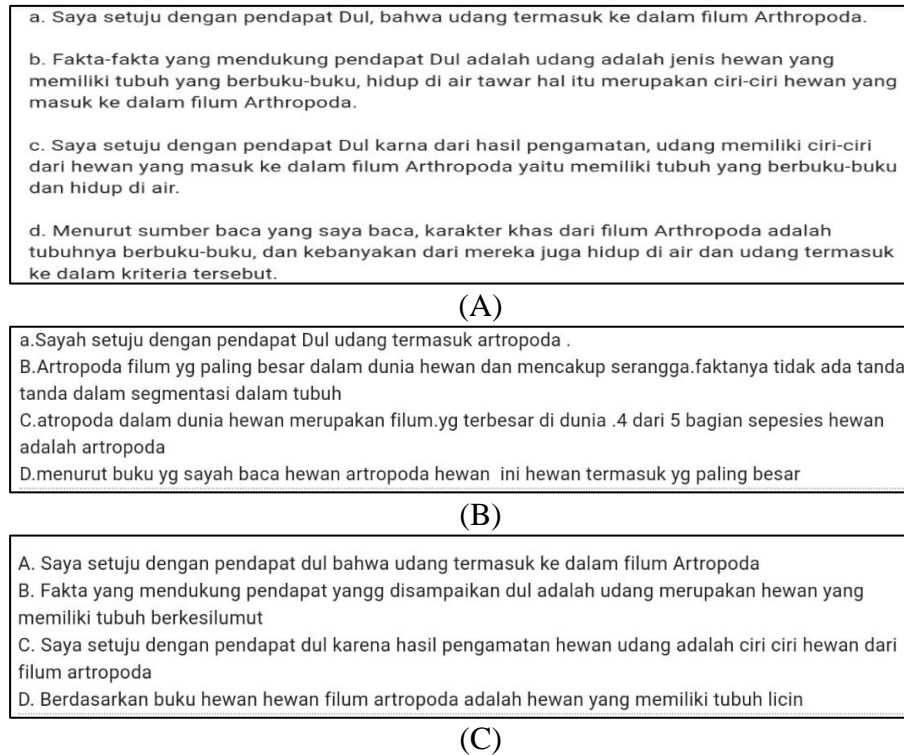 a. Saya setuju dengan pendapat Dul, bahwa udang termasuk ke dalam filum Arthropoda.
b. Fakta-fakta yang mendukung pendapat Dul adalah udang adalah jenis hewan yang
memiliki tubuh yang berbuku-buku, hidup di air tawar hal itu merupakan ciri-ciri hewan yang
masuk ke dalam filum Arthropoda.
c. Saya setuju dengan pendapat Dul karna dari hasil pengamatan, udang memiliki ciri-ciri
dari hewan yang masuk ke dalam filum Arthropoda yaitu memiliki tubuh yang berbuku-buku
dan hidup di air.
d. Menurut sumber baca yang saya baca, karakter khas dari filum Arthropoda adalah
tubuhnya berbuku-buku, dan kebanyakan dari mereka juga hidup di air dan udang termasuk
ke dalam kriteria tersebut.
(A)
a.Sayah setuju dengan pendapat Dul udang termasuk artropoda .
B.Artropoda filum yg paling besar dalam dunia hewan dan mencakup serangga.faktanya tidak ada tanda
tanda dalam segmentasi dalam tubuh
C.atropoda dalam dunia hewan merupakan filum.yg terbesar di dunia .4 dari 5 bagian sepesies hewan
adalah artropoda
D.menurut buku yg sayah baca hewan artropoda hewan  ini hewan termasuk yg paling besar
(B)
A. Saya setuju dengan pendapat dul bahwa udang termasuk ke dalam filum Artropoda
B. Fakta yang mendukung pendapat yangg disampaikan dul adalah udang merupakan hewan yang
memiliki tubuh berkesilumut
C. Saya setuju dengan pendapat dul karena hasil pengamatan hewan udang adalah ciri ciri hewan dari
filum artropoda
D. Berdasarkan buku hewan hewan filum artropoda adalah hewan yang memiliki tubuh licin
(C)